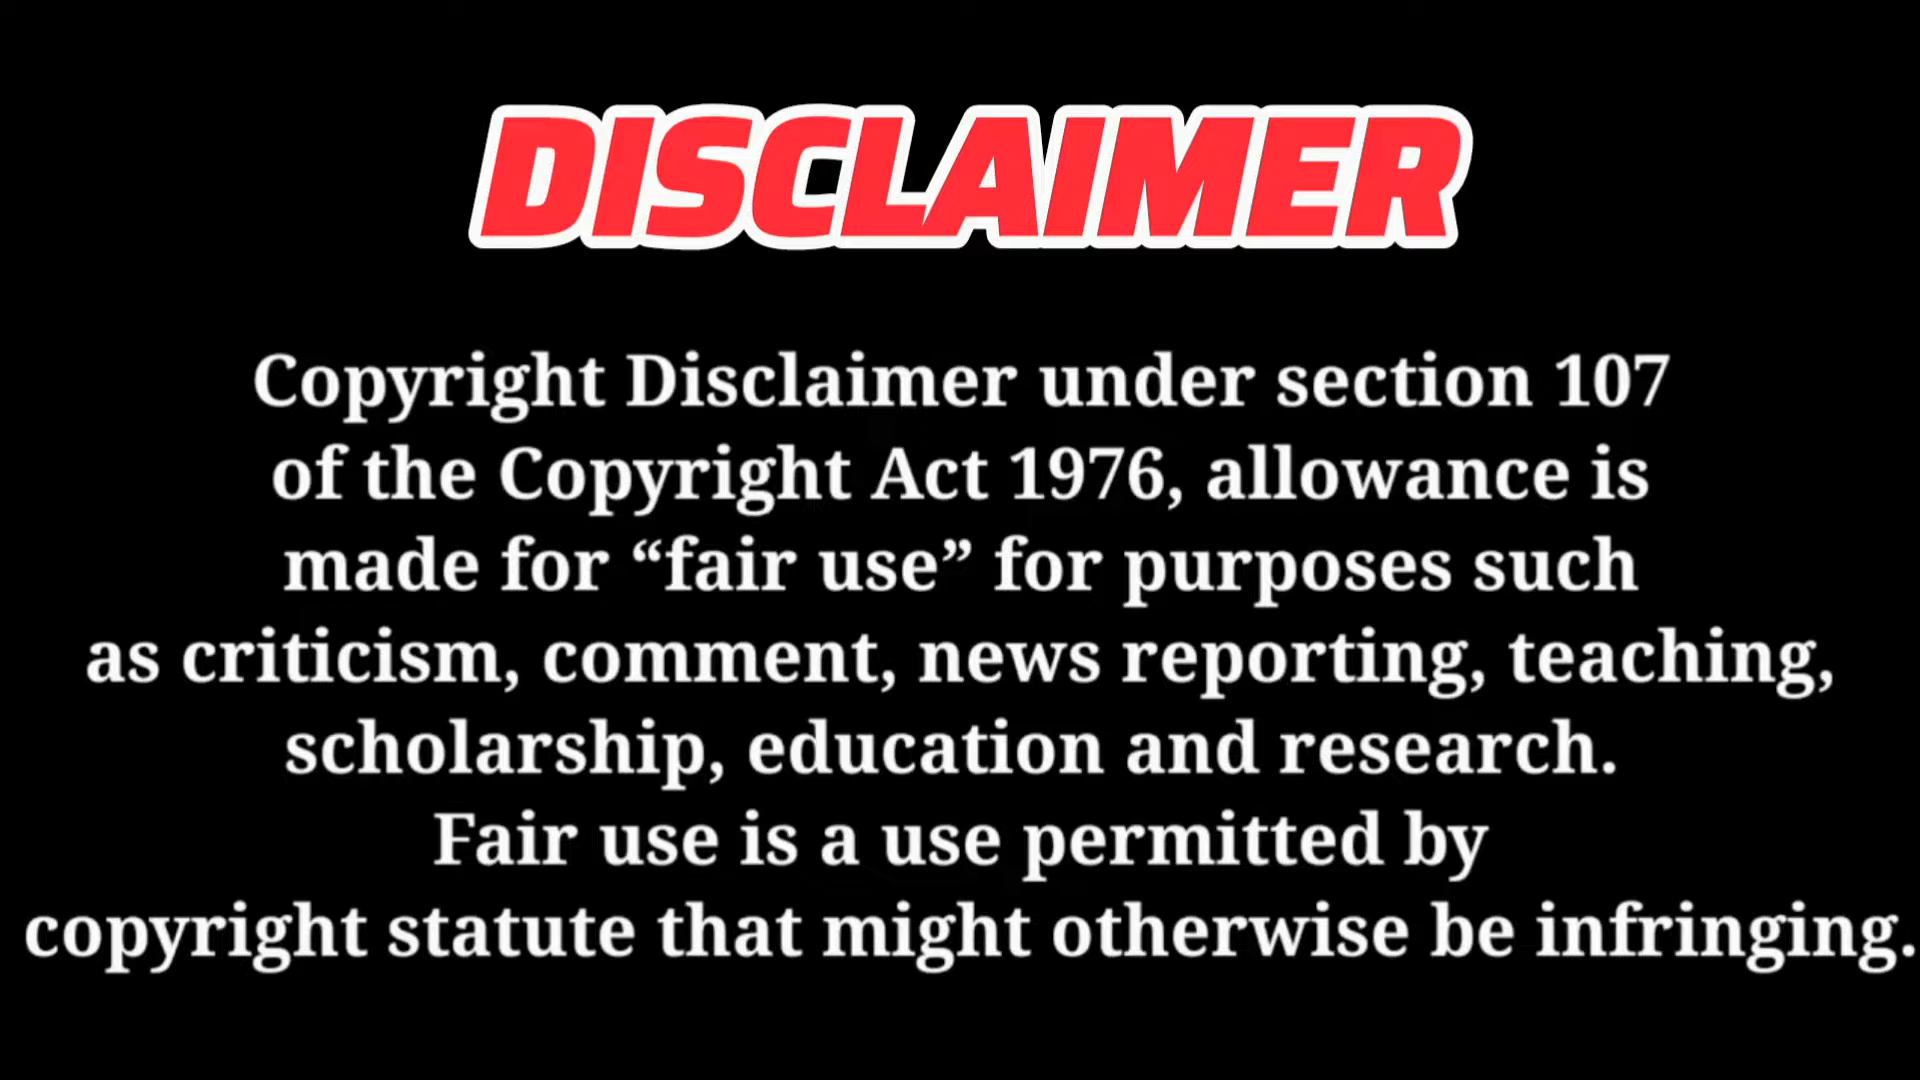 DISCLAIMER
Copyright Disclaimer under section 107
of the Copyright Act 1976, allowance is
made for “fair use” for purposes such
as criticism, comment, news reporting, teaching,
scholarship, education and research.
Fair use is a use permitted by
copyright statute that might otherwise be infringing.